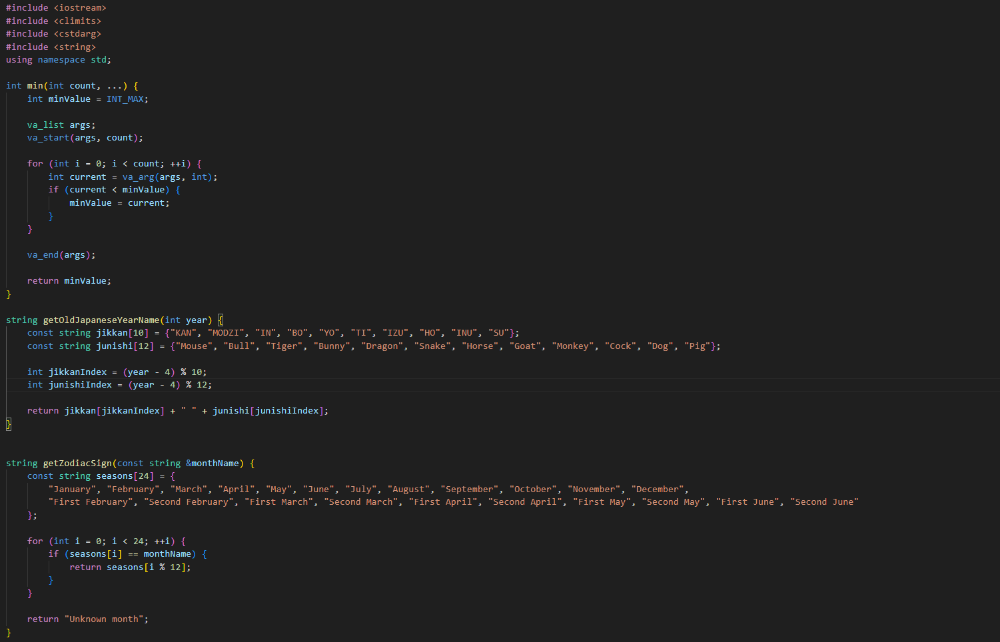 #include <iostream>
#include <climits>
#include <cstdarg>
#include <string>
using namespace std;

int min(int count, ...) {
    int minValue = INT_MAX;

    va_list args;
    va_start(args, count);

    for (int i = 0; i < count; ++i) {
        int current = va_arg(args, int);
        if (current < minValue) {
            minValue = current;
        }
    }

    va_end(args);

    return minValue;
}

string getOldJapaneseYearName(int year) {
    const string jikkan[10] = {"KAN", "MODZI", "IN", "BO", "YO", "TI", "IZU", "HO", "INU", "SU"};
    const string junishi[12] = {"Mouse", "Bull", "Tiger", "Bunny", "Dragon", "Snake", "Horse", "Goat", "Monkey", "Cock", "Dog", "Pig"};

    int jikkanIndex = (year - 4) % 10;
    int junishiIndex = (year - 4) % 12;

    return jikkan[jikkanIndex] + " " + junishi[junishiIndex];
}


string getZodiacSign(const string &monthName) {
    const string seasons[24] = {
        "January", "February", "March", "April", "May", "June", "July", "August", "September", "October", "November", "December",
        "First February", "Second February", "First March", "Second March", "First April", "Second April", "First May", "Second May", "First June", "Second June"
    };

    for (int i = 0; i < 24; ++i) {
        if (seasons[i] == monthName) {
            return seasons[i % 12];
        }
    }

    return "Unknown month";
}